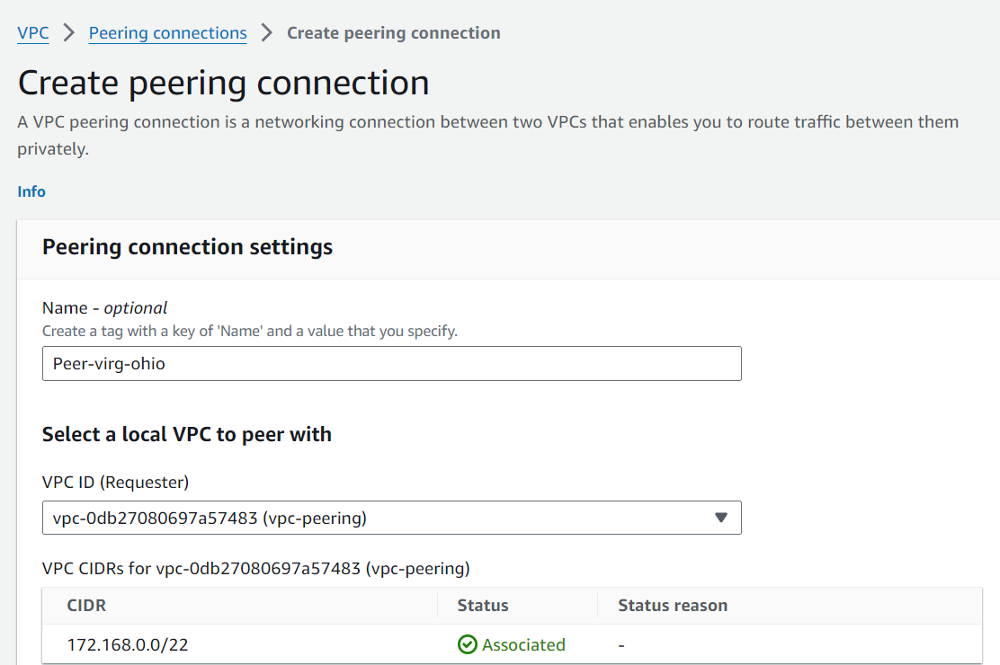 VPC > Peering connections > Create peering connection
Create peering connection
A VPC peering connection is a networking connection between two VPCs that enables you to route traffic between them
privately.
Info
Peering connection settings
Name - optional
Create a tag with a key of 'Name' and a value that you specify.
Peer-virg-ohio
Select a local VPC to peer with
VPC ID (Requester)
vpc-0db27080697a57483 (vpc-peering)
VPC CIDRs for vpc-0db27080697a57483 (vpc-peering)
CIDR Status Status reason
172.168.0.0/22 Associated -